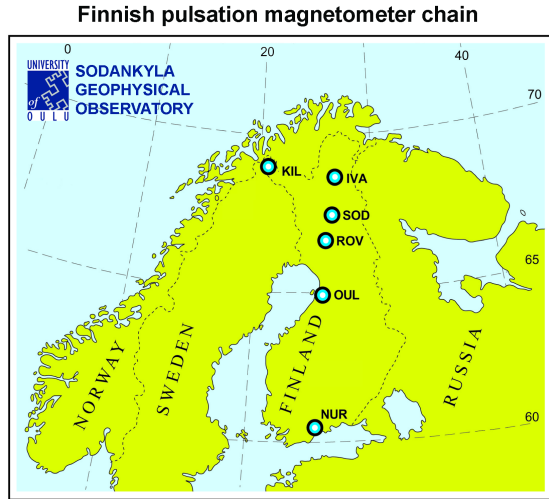 Finnish pulsation magnetometer chain
0
20
40
UNIVERSITY
of
OULU
SODANKYLA
GEOPHYSICAL
OBSERVATORY
70
KIL
IVA
SOD
ROV
65
OUL
NORWAY
SWEDEN
FINLAND
RUSSIA
NUR
60